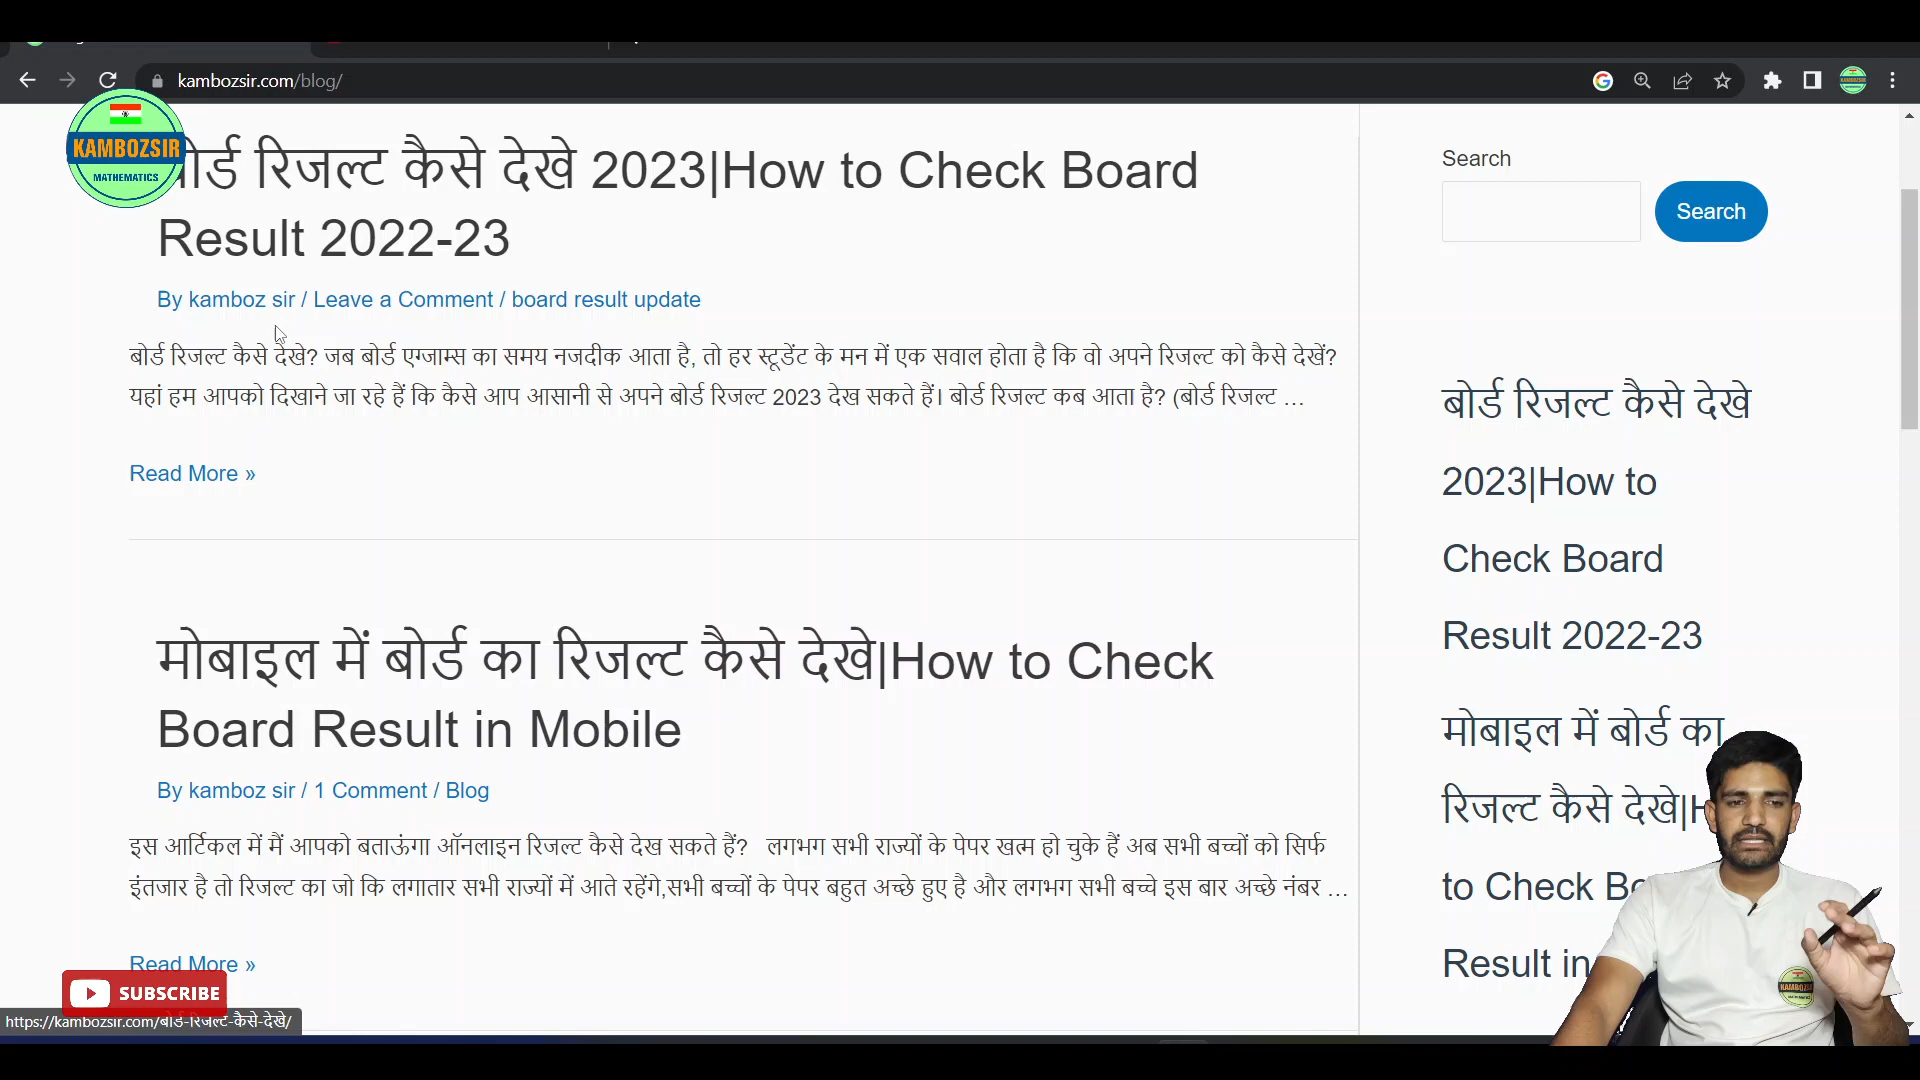 kambozsir.com/blog/
KAMBOZSIR
MATHEMATICS
बोर्ड रिजल्ट कैसे देखे 2023|How to Check Board
Result 2022-23
By kamboz sir / Leave a Comment / board result update
बोर्ड रिजल्ट कैसे देखे? जब बोर्ड एग्जाम्स का समय नजदीक आता है, तो हर स्टूडेंट के मन में एक सवाल होता है कि वो अपने रिजल्ट को कैसे देखें?
यहां हम आपको दिखाने जा रहे हैं कि कैसे आप आसानी से अपने बोर्ड रिजल्ट 2023 देख सकते हैं। बोर्ड रिजल्ट कब आता है? (बोर्ड रिजल्ट …
Read More »
मोबाइल में बोर्ड का रिजल्ट कैसे देखे|How to Check
Board Result in Mobile
By kamboz sir / 1 Comment / Blog
इस आर्टिकल में मैं आपको बताऊंगा ऑनलाइन रिजल्ट कैसे देख सकते हैं? लगभग सभी राज्यों के पेपर खत्म हो चुके हैं अब सभी बच्चों को सिर्फ
इंतजार है तो रिजल्ट का जो कि लगातार सभी राज्यों में आते रहेंगे,सभी बच्चों के पेपर बहुत अच्छे हुए है और लगभग सभी बच्चे इस बार अच्छे नंबर …
Read More »
SUBSCRIBE
https://kambozsir.com/बोर्ड-रिजल्ट-कैसे-देखे/
Search
Search
बोर्ड रिजल्ट कैसे देखे
2023|How to
Check Board
Result 2022-23
मोबाइल में बोर्ड का
रिजल्ट कैसे देखे|
to Check
Result in
KAMBOZSIR